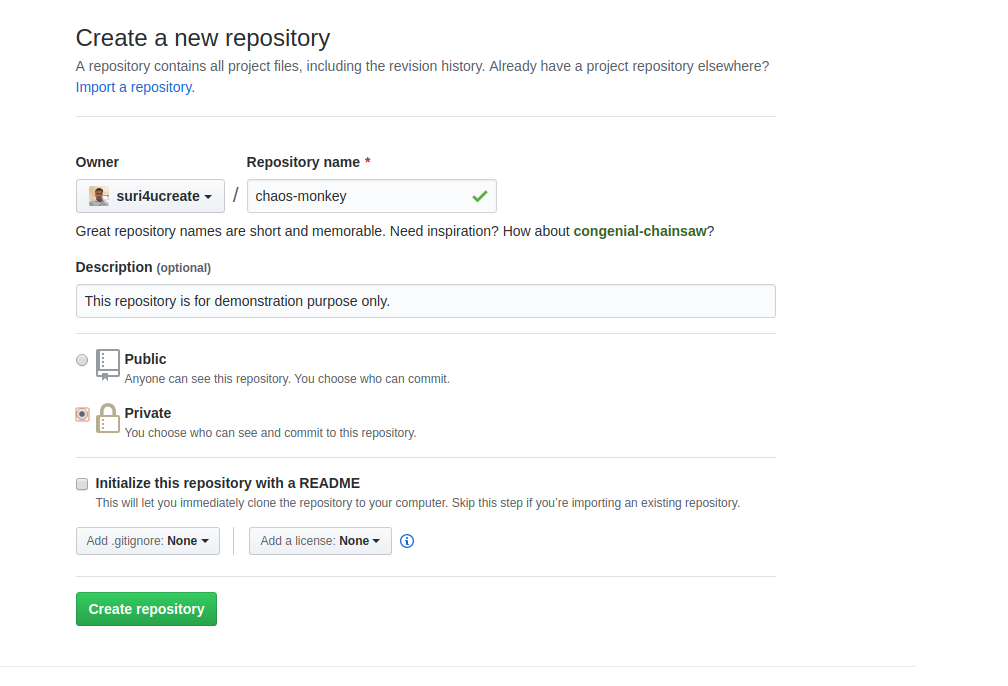 Create a new repository
A repository contains all project files, including the revision history. Already have a project repository elsewhere?
Import a repository.
Owner
Repository name *
suri4ucreate
/
chaos-monkey
Great repository names are short and memorable. Need inspiration? How about congenial-chainsaw?
Description (optional)
This repository is for demonstration purpose only.
Public
Anyone can see this repository. You choose who can commit.
Private
You choose who can see and commit to this repository.
Initialize this repository with a README
This will let you immediately clone the repository to your computer. Skip this step if you’re importing an existing repository.
Add .gitignore: None
Add a license: None
Create repository